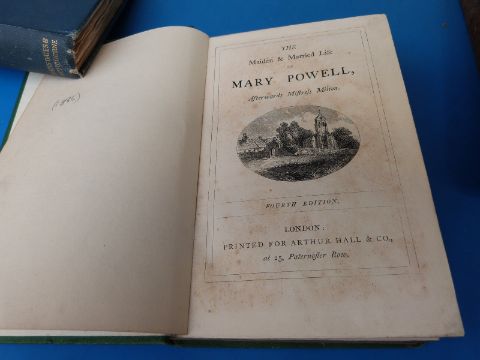 (1866)
THE
Maiden & Married Life
OF
MARY POWELL,
Afterwards Mistress Milton.
FOURTH EDITION.
LONDON:
PRINTED FOR ARTHUR HALL & CO.,
at 25, Paternoster Row.